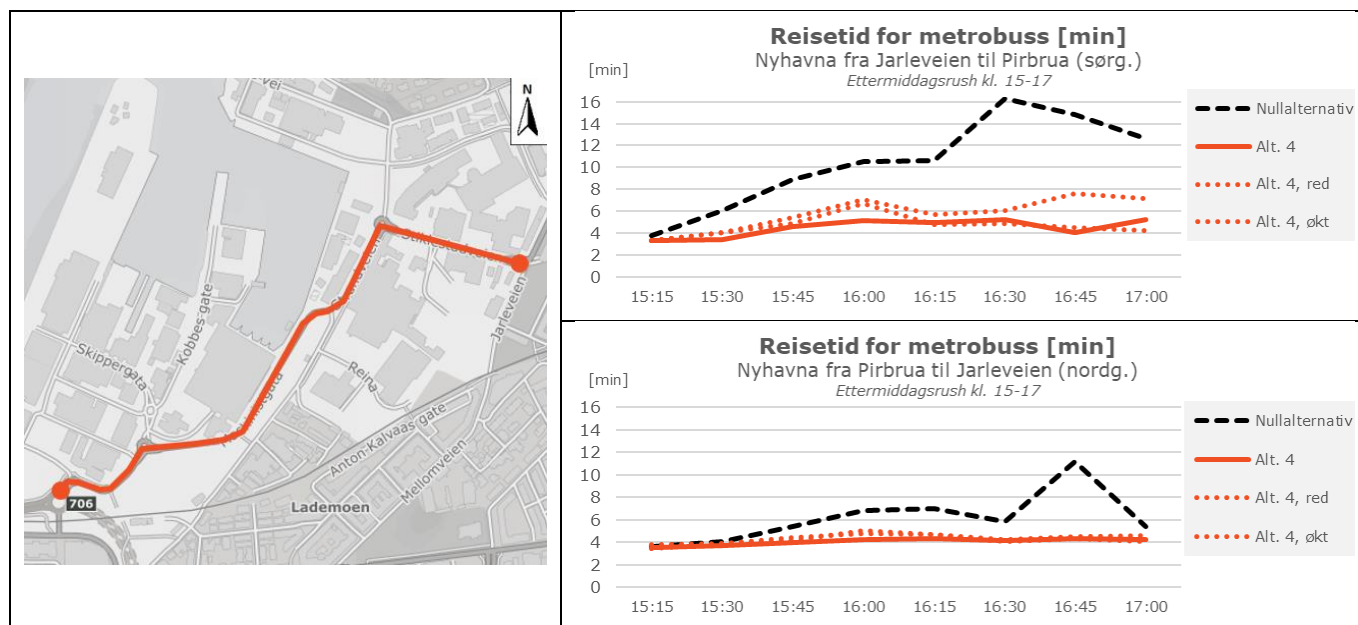 N
Stiklestadveien
Strandveien
Jarleveien
Kobbes gate
Skippergata
Reina
Anton-Kalvaas gate
Mellomveien
706
Lademoen
Reisetid for metrobuss [min]
Nyhavna fra Jarleveien til Pirbrua (sørg.)
Ettermiddagsrush kl. 15-17
[min]
16
14
12
10
8
6
4
2
0
15:15 15:30 15:45 16:00 16:15 16:30 16:45 17:00
Nullalternativ
Alt. 4
Alt. 4, red
Alt. 4, økt
Reisetid for metrobuss [min]
Nyhavna fra Pirbrua til Jarleveien (nordg.)
Ettermiddagsrush kl. 15-17
[min]
16
14
12
10
8
6
4
2
0
15:15 15:30 15:45 16:00 16:15 16:30 16:45 17:00
Nullalternativ
Alt. 4
Alt. 4, red
Alt. 4, økt